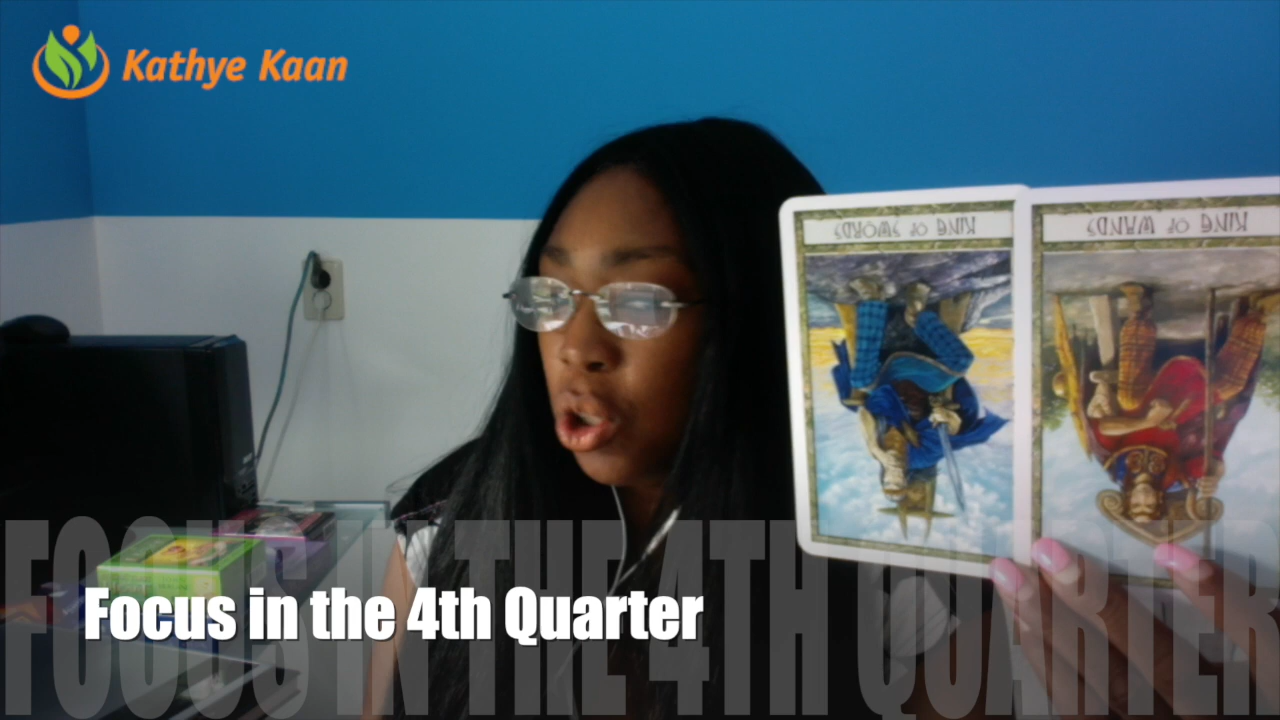 Kathye Kaan
KING OF SWORDS
KING OF WANDS
Focus in the 4th Quarter
FOCUS IN THE 4TH QUARTER